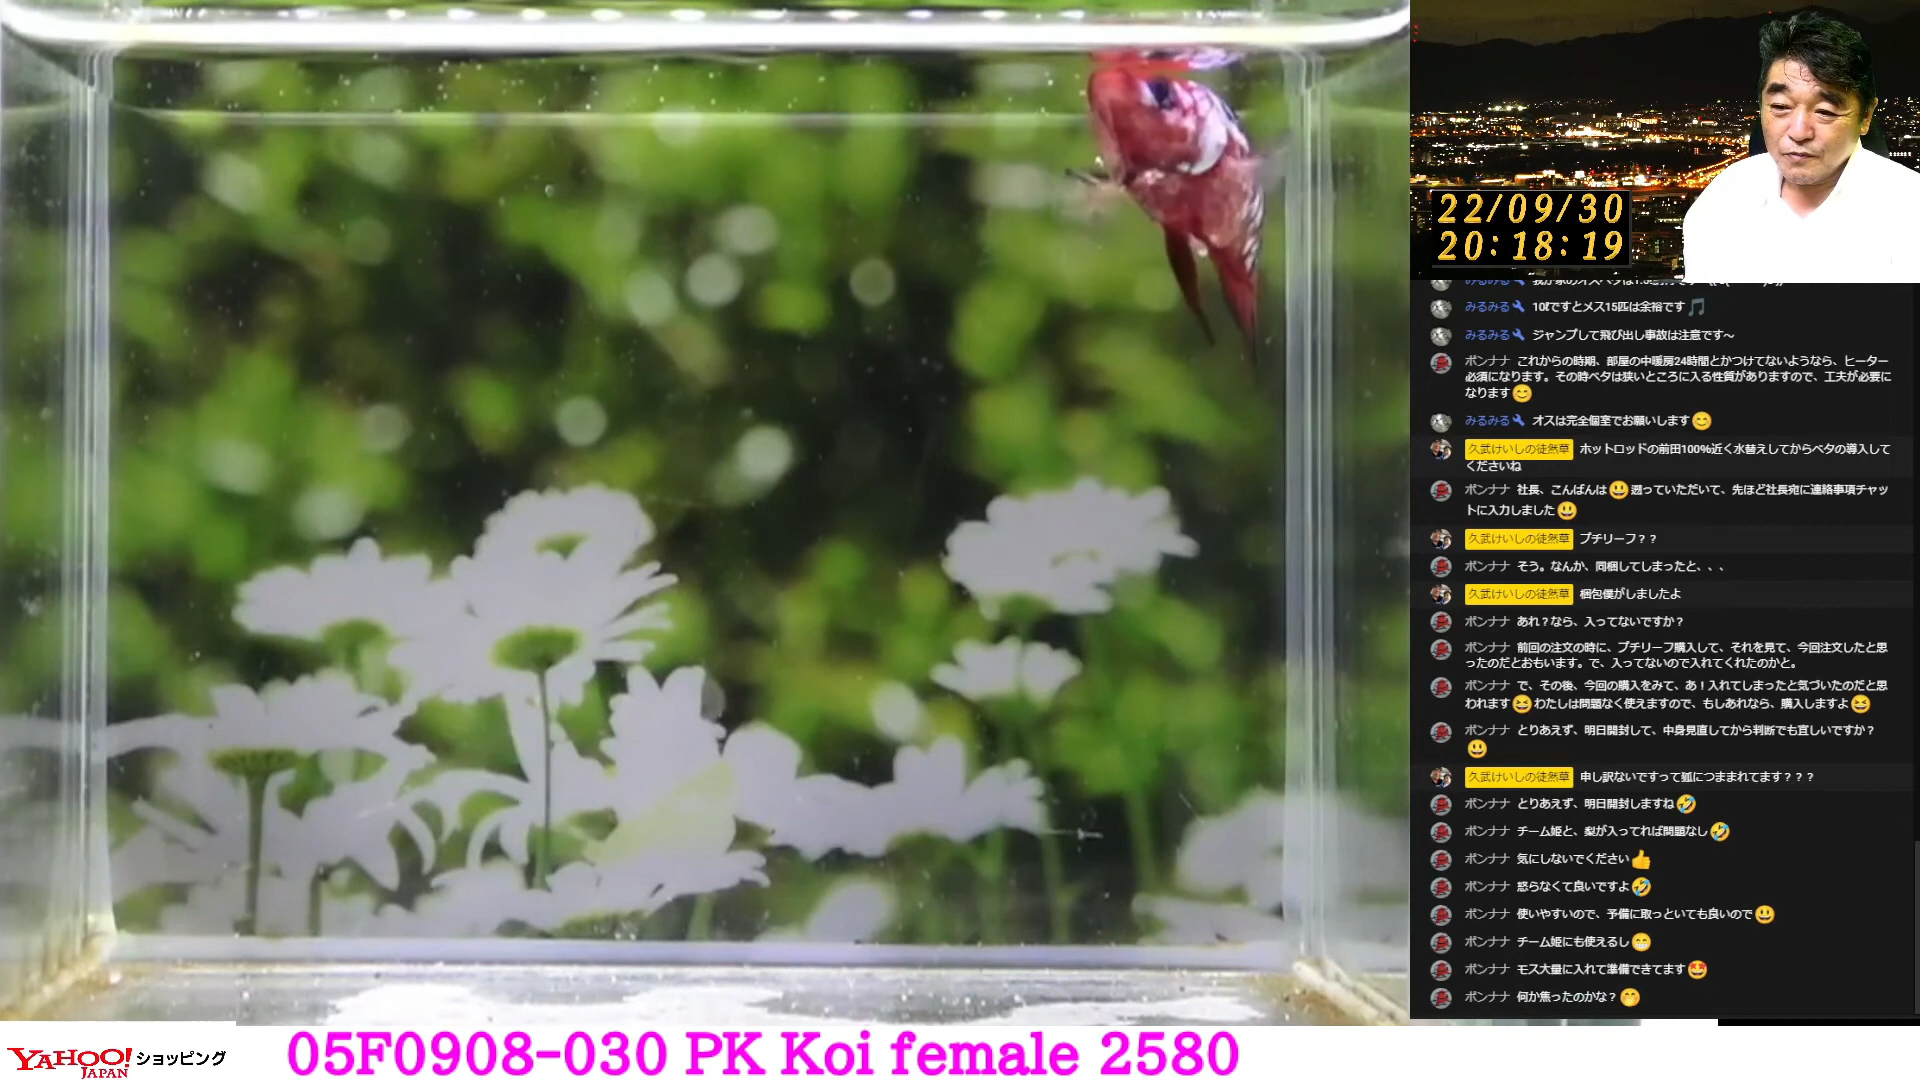 22/09/30
20:18:19
みるみる 10ℓですとメス15匹は余裕です
みるみる ジャンプして飛び出し事故は注意です〜
ボンナナ これからの時期、部屋の中暖房24時間とかつけてないようなら、ヒーター
必須になります。その時ベタは狭いところに入る性質がありますので、工夫が必要に
なります😊
みるみる オスは完全個室でお願いします😊
久武けいしの徒然草 ホットロッドの前田100%近く水替えしてからベタの導入して
くださいね
ボンナナ 社長、こんばんは😃遡っていただいて、先ほど社長宛に連絡事項チャッ
トに入力しました😃
久武けいしの徒然草 プチリーフ??
ボンナナ そう。なんか、同梱してしまったと、、、
久武けいしの徒然草 梱包僕がしましたよ
ボンナナ あれ?なら、入ってないですか?
ボンナナ 前回の注文の時に、プチリーフ購入して、それを見て、今回注文したと思
ったのだとおもいます。で、入ってないので入れてくれたのかと。
ボンナナ で、その後、今回の購入をみて、あ!入れてしまったと気づいたのだと思
われます😆わたしは問題なく使えますので、もしあれなら、購入しますよ😆
ボンナナ とりあえず、明日開封して、中身見直してから判断でも宜しいですか?
😃
久武けいしの徒然草 申し訳ないですって狐につままれてます???
ボンナナ とりあえず、明日開封しますね🤣
ボンナナ チーム姫と、梨が入ってれば問題なし🤣
ボンナナ 気にしないでください👍
ボンナナ 怒らなくて良いですよ🤣
ボンナナ 使いやすいので、予備に取っといても良いので😃
ボンナナ チーム姫にも使えるし😁
ボンナナ モス大量に入れて準備できてます🤩
ボンナナ 何か焦ったのかな?🤭
YAHOO! JAPAN ショッピング
05F0908-030 PK Koi female 2580